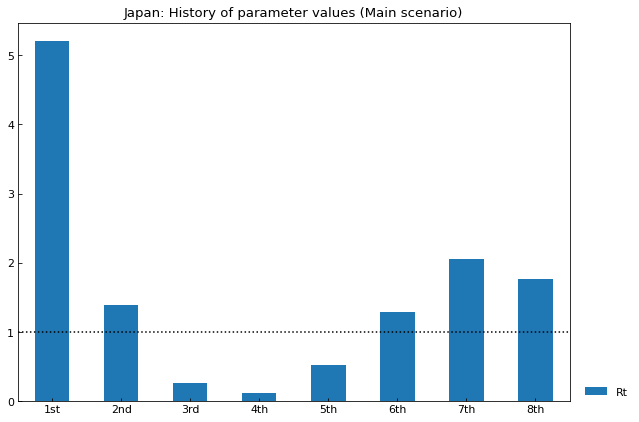 Japan: History of parameter values (Main scenario)
5
4
3
2
1
0
1st 2nd 3rd 4th 5th 6th 7th 8th
Rt